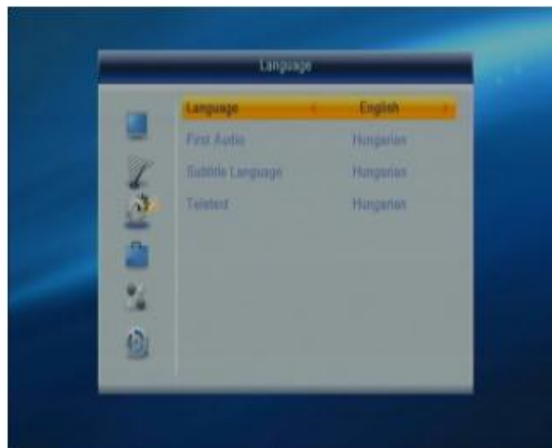 Language
Language English
First Audio Hungarian
Subtitle Language Hungarian
Teletext Hungarian